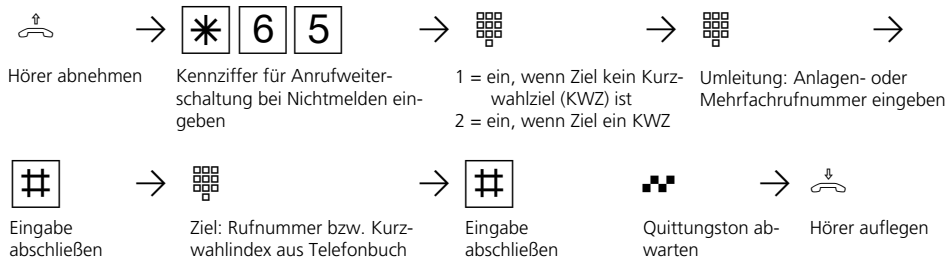 * 6 5
Hörer abnehmen
Kennziffer für Anrufweiter-
schaltung bei Nichtmelden ein-
geben
1 = ein, wenn Ziel kein Kurz-
wahlziel (KWZ) ist
2 = ein, wenn Ziel ein KWZ
Umleitung: Anlagen- oder
Mehrfachrufnummer eingeben
#
#
Eingabe
abschließen
Ziel: Rufnummer bzw. Kurz-
wahlindex aus Telefonbuch
Eingabe
abschließen
Quittungston ab-
warten
Hörer auflegen